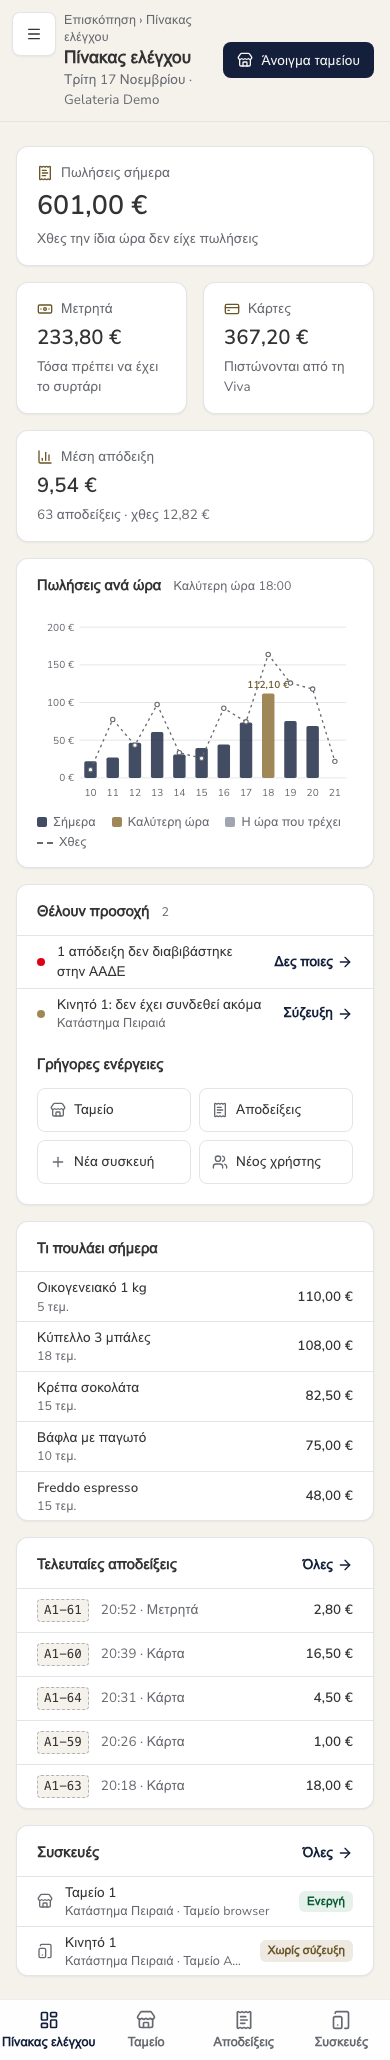 Επισκόπηση › Πίνακας
ελέγχου
Πίνακας ελέγχου
Τρίτη 17 Νοεμβρίου ·
Gelateria Demo
Άνοιγμα ταμείου
Πωλήσεις σήμερα
601,00 €
Χθες την ίδια ώρα δεν είχε πωλήσεις
Μετρητά
233,80 €
Τόσα πρέπει να έχει
το συρτάρι
Κάρτες
367,20 €
Πιστώνονται από τη
Viva
Μέση απόδειξη
9,54 €
63 αποδείξεις · χθες 12,82 €
Πωλήσεις ανά ώρα Καλύτερη ώρα 18:00
200 €
150 €
100 €
50 €
0 €
112,10 €
10 11 12 13 14 15 16 17 18 19 20 21
Σήμερα Καλύτερη ώρα Η ώρα που τρέχει
Χθες
Θέλουν προσοχή 2
1 απόδειξη δεν διαβιβάστηκε
στην ΑΑΔΕ
Δες ποιες →
Κινητό 1: δεν έχει συνδεθεί ακόμα
Κατάστημα Πειραιά
Σύζευξη →
Γρήγορες ενέργειες
Ταμείο
Αποδείξεις
Νέα συσκευή
Νέος χρήστης
Τι πουλάει σήμερα
Οικογενειακό 1 kg
5 τεμ.
110,00 €
Κύπελλο 3 μπάλες
18 τεμ.
108,00 €
Κρέπα σοκολάτα
15 τεμ.
82,50 €
Βάφλα με παγωτό
10 τεμ.
75,00 €
Freddo espresso
15 τεμ.
48,00 €
Τελευταίες αποδείξεις Όλες →
A1-61 20:52 · Μετρητά 2,80 €
A1-60 20:39 · Κάρτα 16,50 €
A1-64 20:31 · Κάρτα 4,50 €
A1-59 20:26 · Κάρτα 1,00 €
A1-63 20:18 · Κάρτα 18,00 €
Συσκευές Όλες →
Ταμείο 1
Κατάστημα Πειραιά · Ταμείο browser
Ενεργή
Κινητό 1
Κατάστημα Πειραιά · Ταμείο A...
Χωρίς σύζευξη
Πίνακας ελέγχου
Ταμείο
Αποδείξεις
Συσκευές